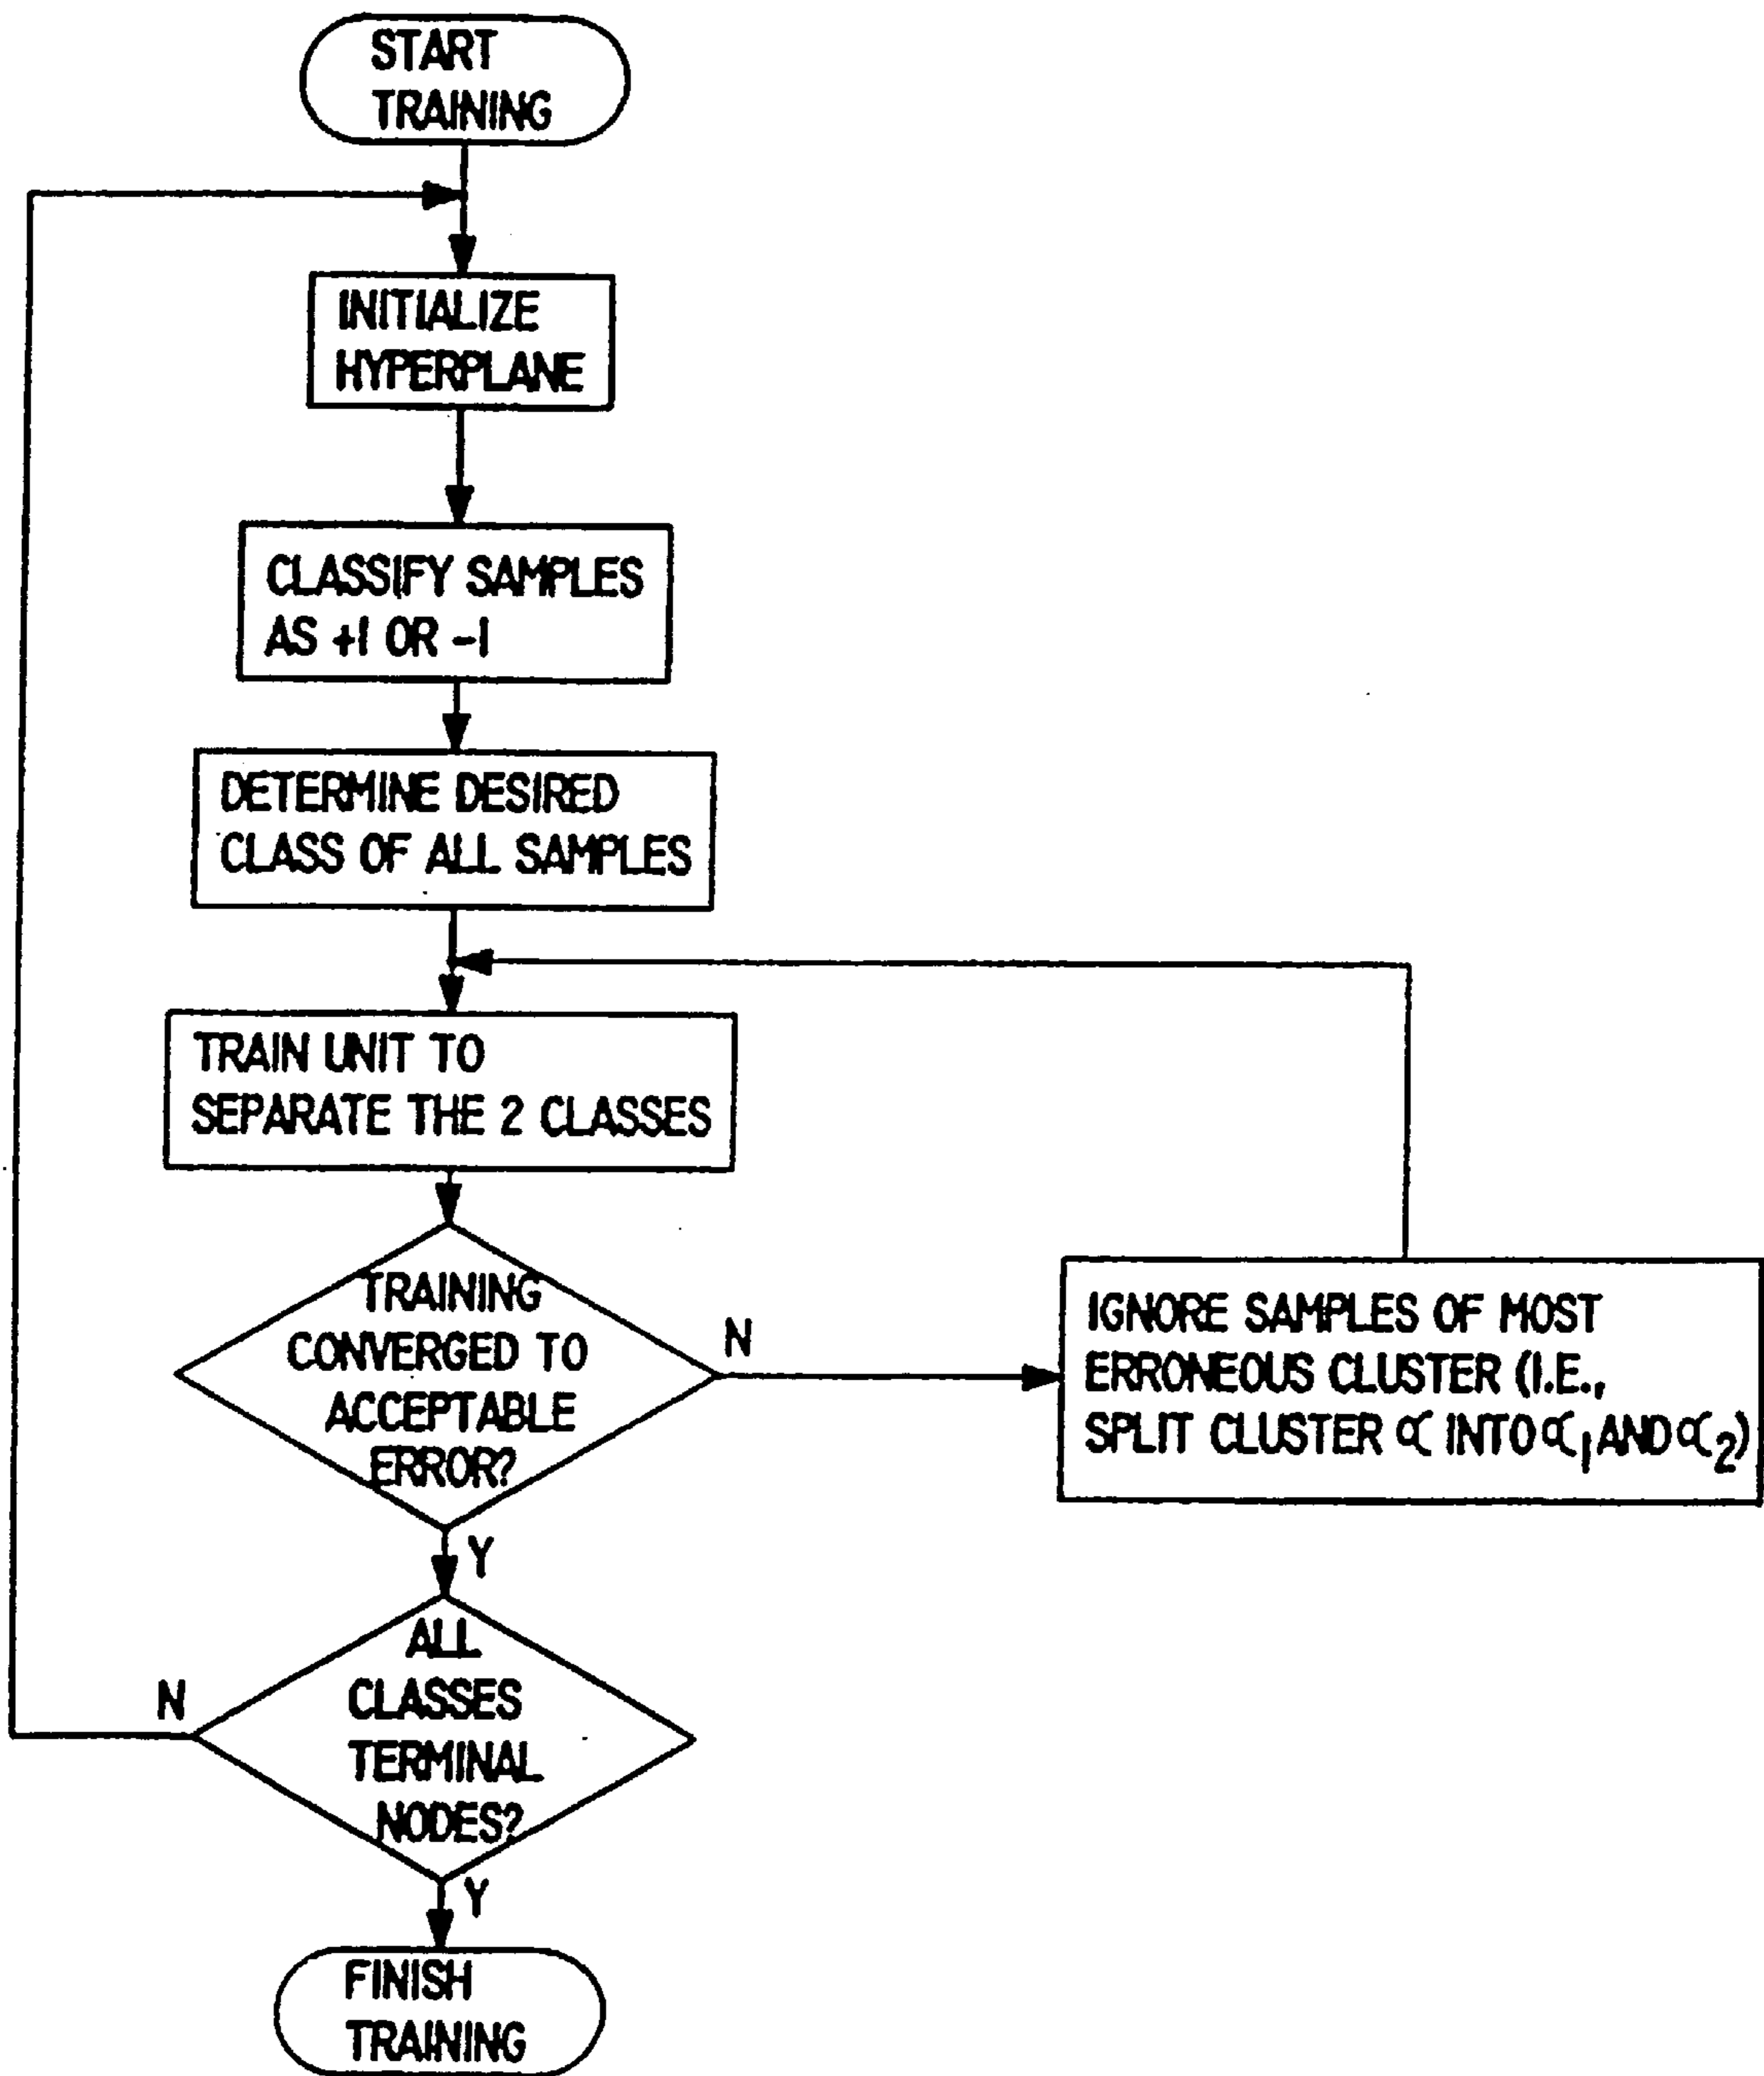 START
TRAINING
INITIALIZE
HYPERPLANE
CLASSIFY SAMPLES
AS +1 OR -1
DETERMINE DESIRED
CLASS OF ALL SAMPLES
TRAIN UNIT TO
SEPARATE THE 2 CLASSES
TRAINING
CONVERGED TO
ACCEPTABLE
ERROR?
N
IGNORE SAMPLES OF MOST
ERRONEOUS CLUSTER (I.E.,
SPLIT CLUSTER α INTO α₁ AND α₂)
Y
ALL
CLASSES
TERMINAL
NODES?
N
Y
FINISH
TRAINING